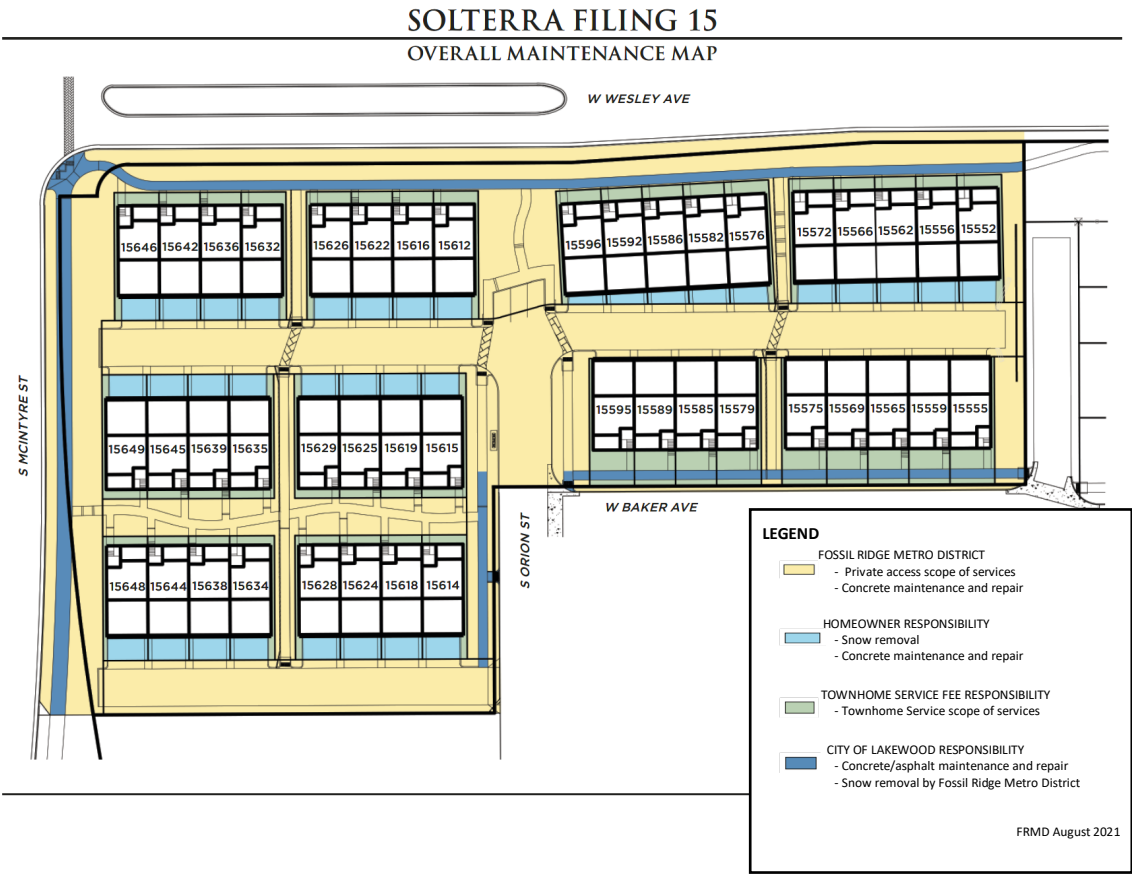 SOLTERRA FILING 15
OVERALL MAINTENANCE MAP
W WESLEY AVE
15646 15642 15636 15632
15626 15622 15616 15612
15596 15592 15586 15582 15576
15572 15566 15562 15556 15552
S MCINTYRE ST
15649 15645 15639 15635
15629 15625 15619 15615
15595 15589 15585 15579
15575 15569 15565 15559 15555
W BAKER AVE
S ORION ST
15648 15644 15638 15634
15628 15624 15618 15614
LEGEND
FOSSIL RIDGE METRO DISTRICT
- Private access scope of services
- Concrete maintenance and repair
HOMEOWNER RESPONSIBILITY
- Snow removal
- Concrete maintenance and repair
TOWNHOME SERVICE FEE RESPONSIBILITY
- Townhome Service scope of services
CITY OF LAKEWOOD RESPONSIBILITY
- Concrete/asphalt maintenance and repair
- Snow removal by Fossil Ridge Metro District
FRMD August 2021